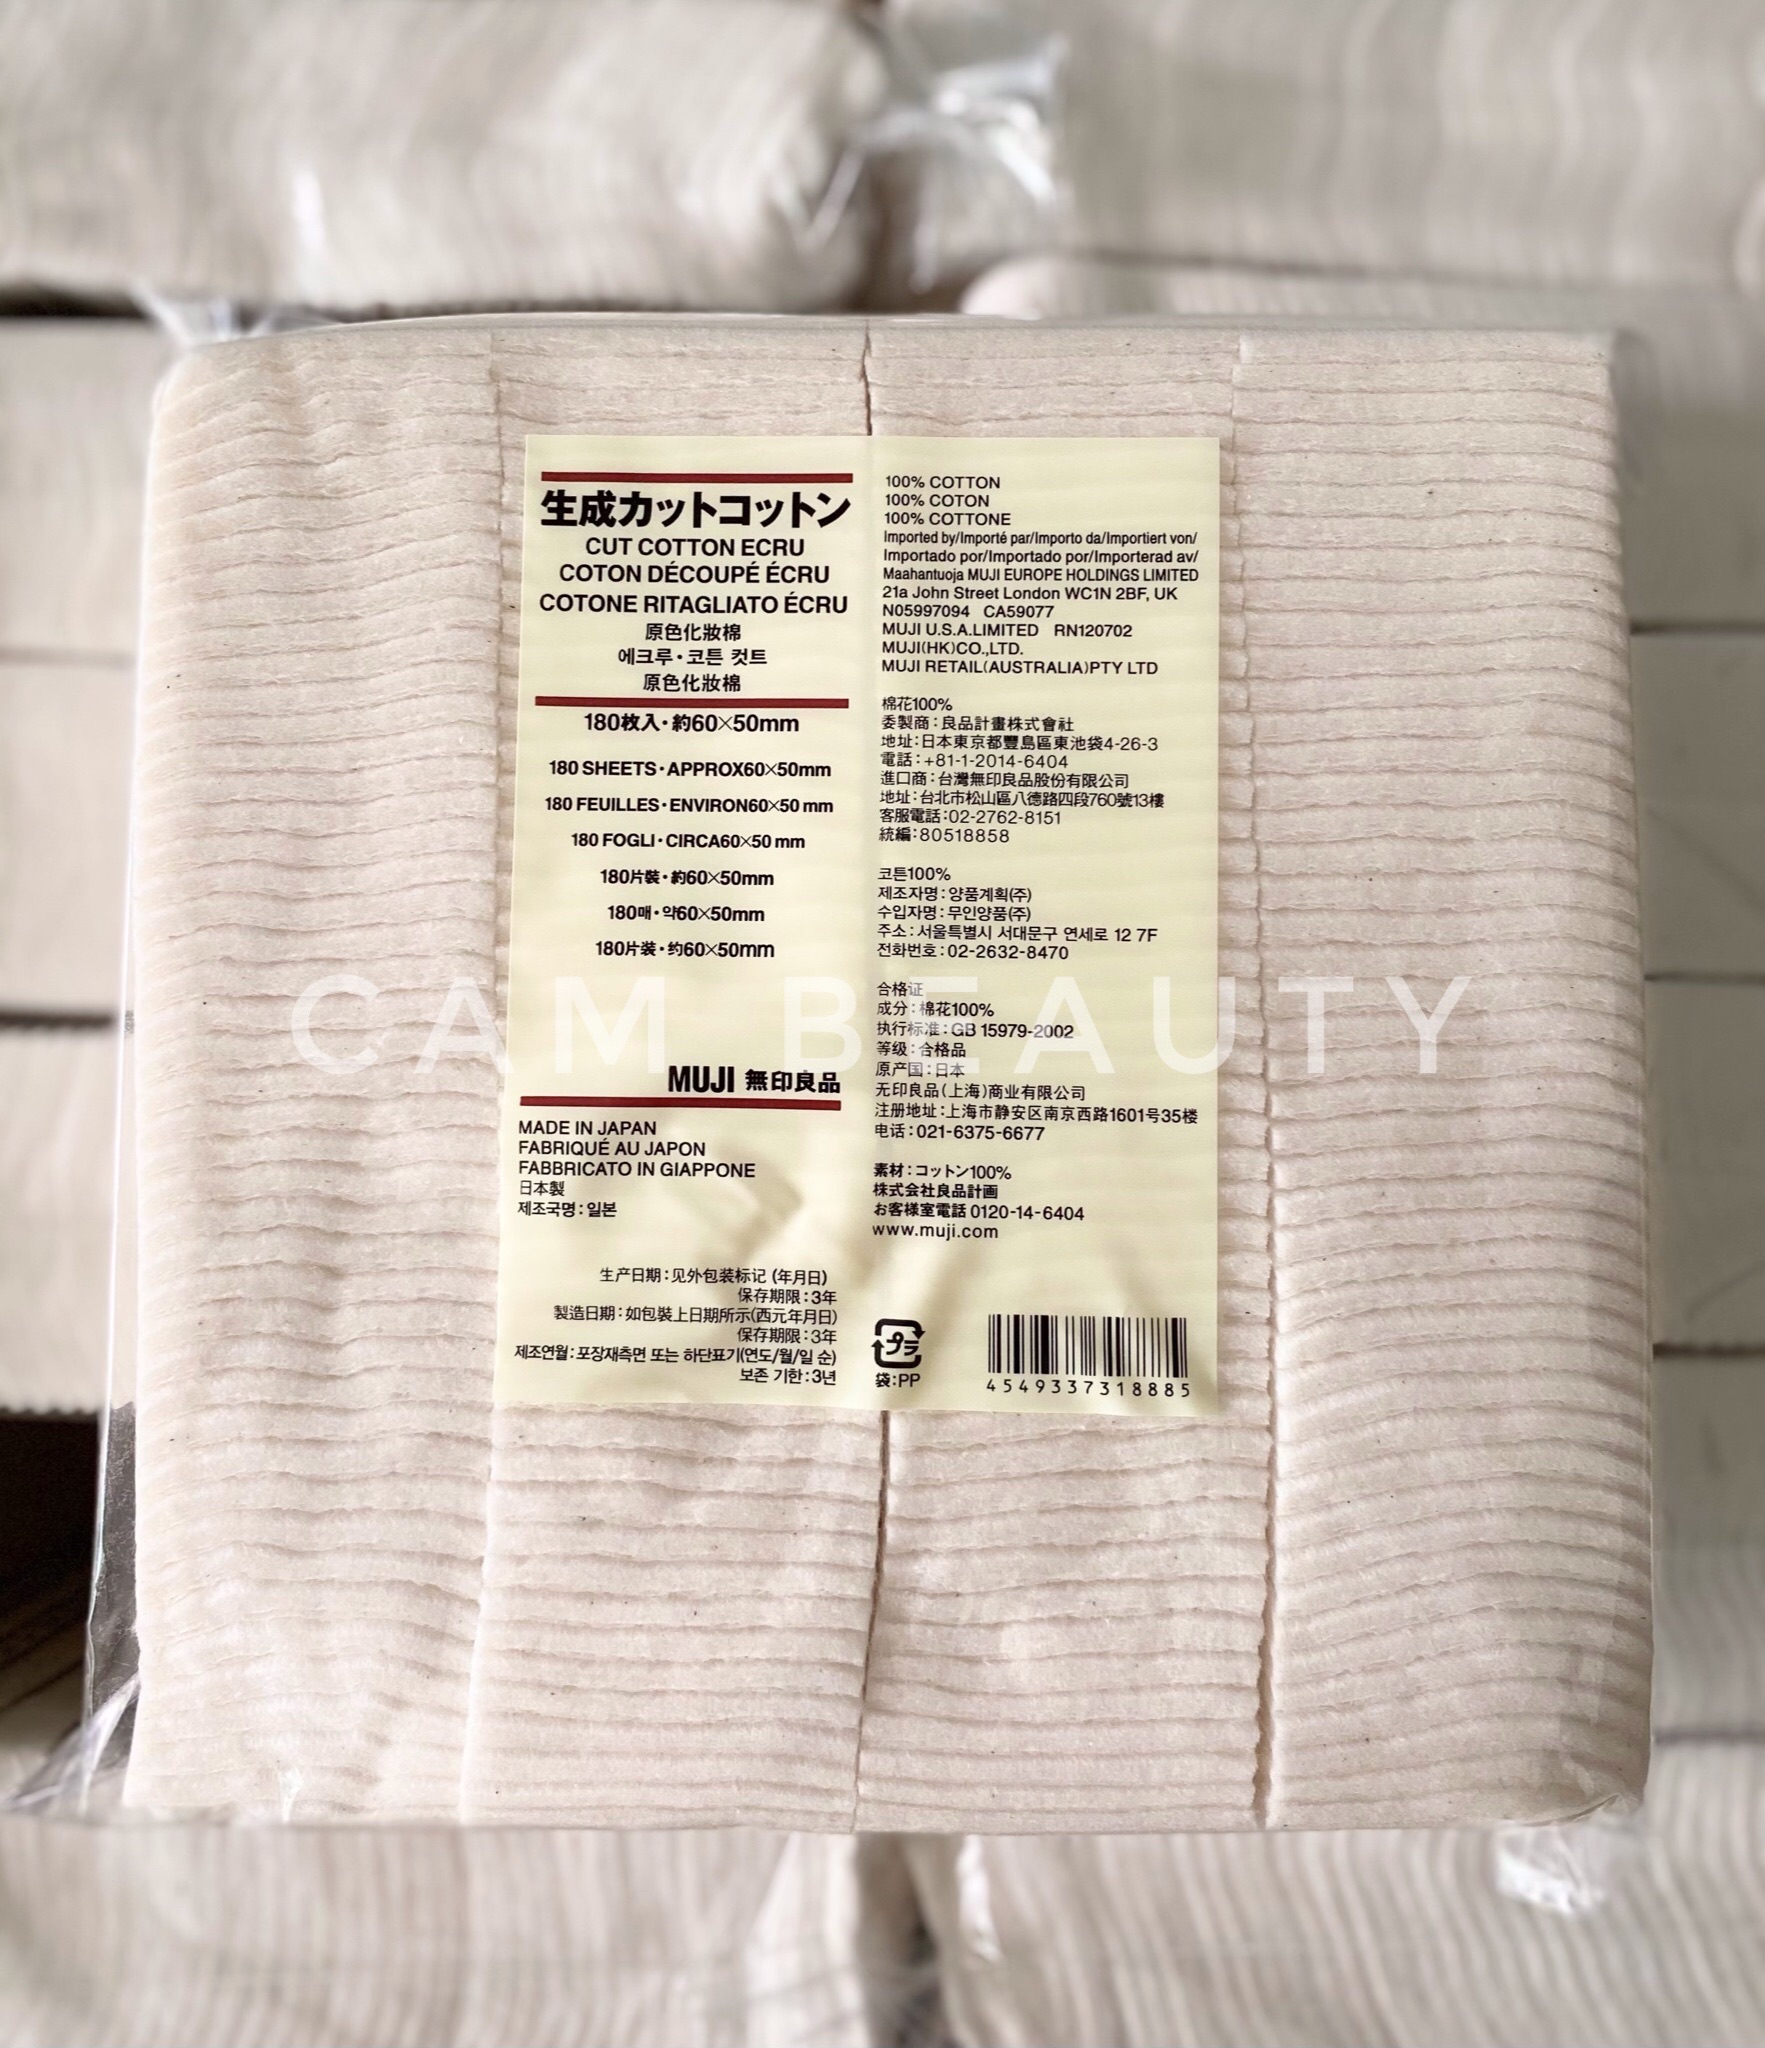 生成カットコットン
CUT COTTON ECRU
COTON DÉCOUPÉ ÉCRU
COTONE RITAGLIATO ÉCRU
原色化妝棉
에크루・코튼 컷트
原色化妝棉
180枚入・約60×50mm
180 SHEETS・APPROX60×50mm
180 FEUILLES・ENVIRON60×50 mm
180 FOGLI・CIRCA60×50 mm
180片裝・約60×50mm
180매・약60×50mm
180片装・约60×50mm
MUJI 無印良品
MADE IN JAPAN
FABRIQUÉ AU JAPON
FABBRICATO IN GIAPPONE
日本製
제조국명：일본
生产日期：见外包装标记 (年月日)
保存期限：3年
製造日期：如包裝上日期所示(西元年月日)
保存期限：3年
제조연월：포장재측면 또는 하단표기(연도/월/일 순)
보존 기한：3년
100% COTTON
100% COTON
100% COTTONE
Imported by/Importé par/Importo da/Importiert von/
Importado por/Importado por/Importerad av/
Maahantuoja MUJI EUROPE HOLDINGS LIMITED
21a John Street London WC1N 2BF, UK
N05997094 CA59077
MUJI U.S.A.LIMITED RN120702
MUJI(HK)CO.,LTD.
MUJI RETAIL(AUSTRALIA)PTY LTD
棉花100%
委製商：良品計畫株式會社
地址：日本東京都豐島區東池袋4-26-3
電話：+81-1-2014-6404
進口商：台灣無印良品股份有限公司
地址：台北市松山區八德路四段760號13樓
客服電話：02-2762-8151
統編：80518858
코튼100%
제조자명：양품계획(주)
수입자명：무인양품(주)
주소：서울특별시 서대문구 연세로 12 7F
전화번호：02-2632-8470
合格证
成分：棉花100%
执行标准：GB 15979-2002
等级：合格品
原产国：日本
无印良品(上海)商业有限公司
注册地址：上海市静安区南京西路1601号35楼
电话：021-6375-6677
素材：コットン100%
株式会社良品計画
お客様室電話 0120-14-6404
www.muji.com
プラ
袋：PP
4549337318885
CAM BEAUTY